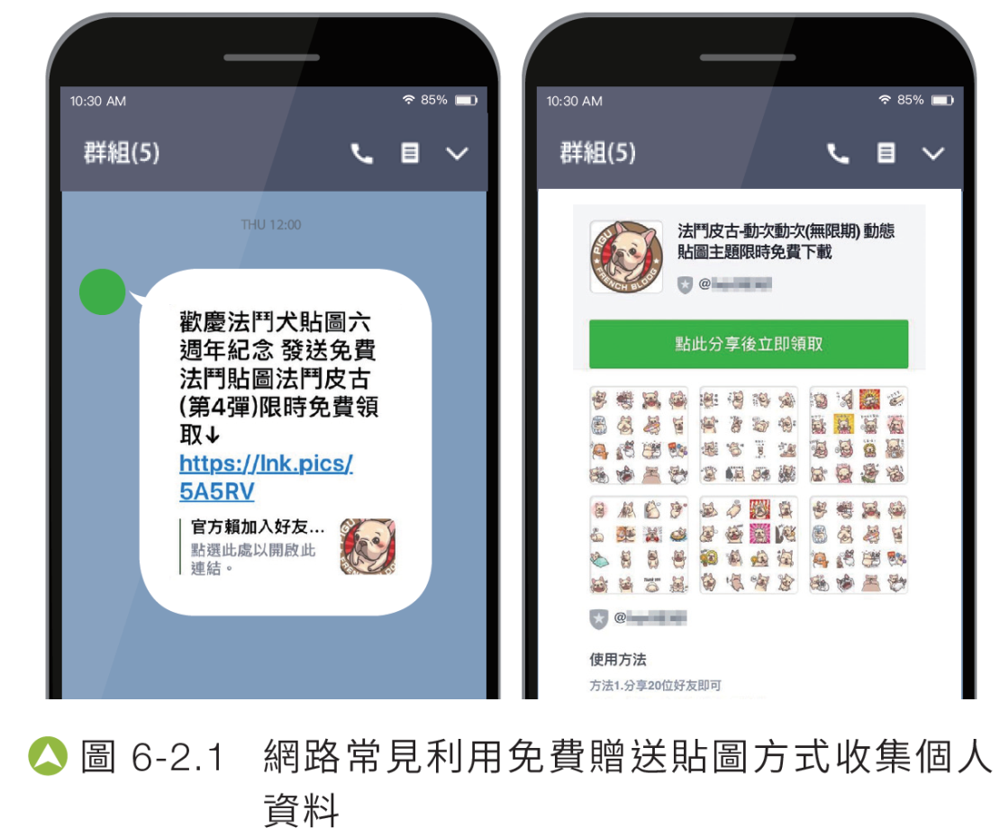 10:30 AM
85%
群組(5)
THU 12:00
歡慶法鬥犬貼圖六
週年紀念 發送免費
法鬥貼圖法鬥皮古
(第4彈)限時免費領
取↓
https://lnk.pics/
5A5RV
官方賴加入好友...
點選此處以開啟此
連結。
10:30 AM
85%
群組(5)
PIGU
FRENCH BLDOG
法鬥皮古-動次動次(無限期) 動態
貼圖主題限時免費下載
@
點此分享後立即領取
@
使用方法
方法1.分享20位好友即可
圖 6-2.1 網路常見利用免費贈送貼圖方式收集個人
資料